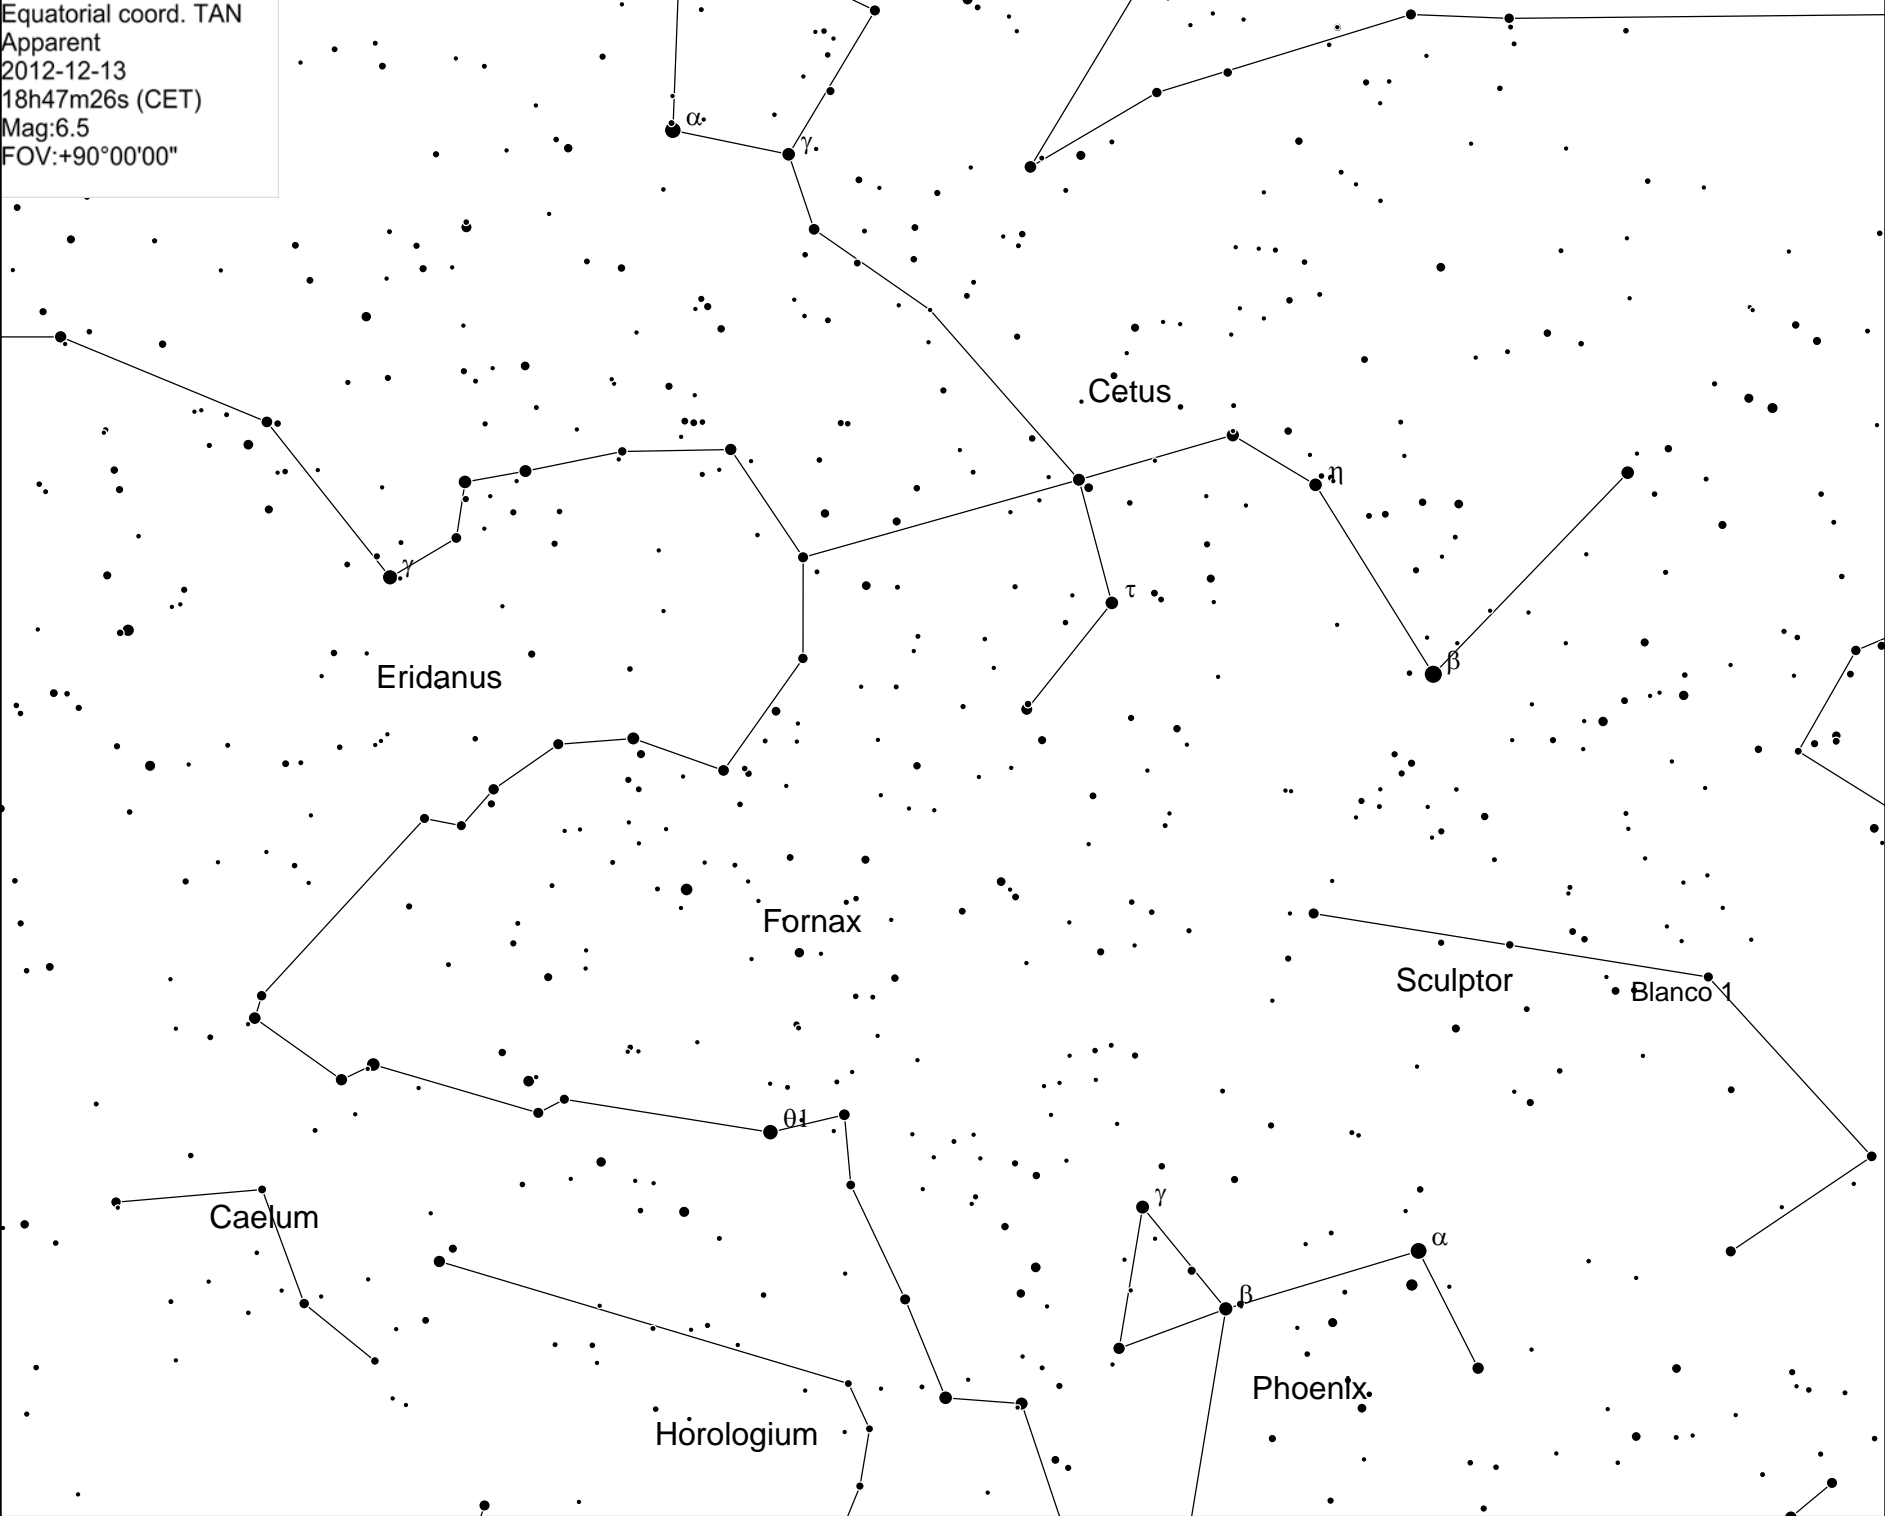 Equatorial coord. TAN
Apparent
2012-12-13
18h47m26s (CET)
Mag:6.5
FOV:+90°00'00"
α
γ
Cetus
η
γ
τ
β
Eridanus
Fornax
Sculptor
Blanco 1
θ1
γ
Caelum
α
β
Phoenix
Horologium